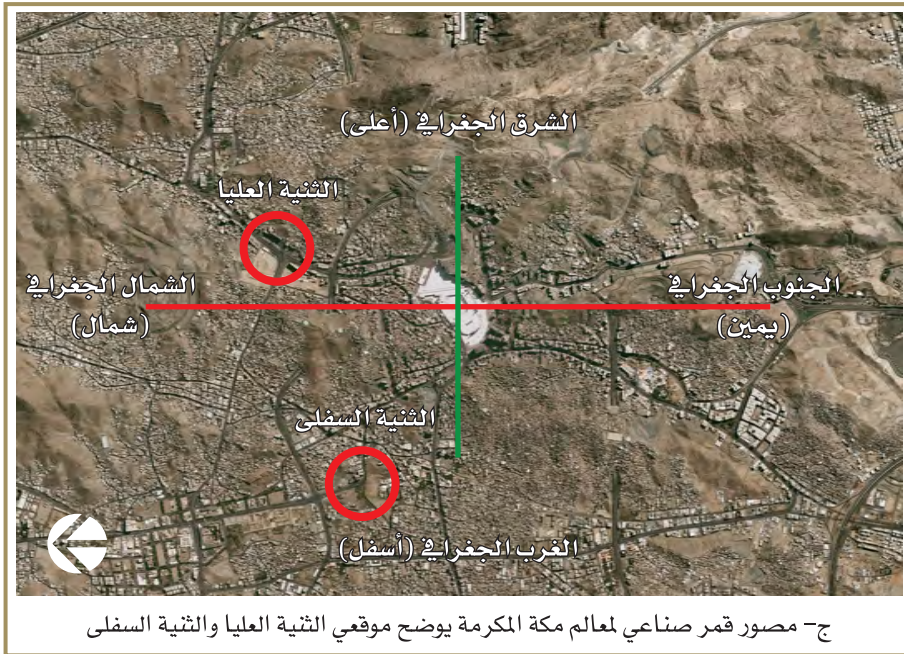 الشرق الجغرافي (أعلى)
الثنية العليا
الجنوب الجغرافي
(يمين)
الشمال الجغرافي
(شمال)
الثنية السفلى
الغرب الجغرافي (أسفل)
ج- مصور قمر صناعي لمعالم مكة المكرمة يوضح موقعي الثنية العليا والثنية السفلى